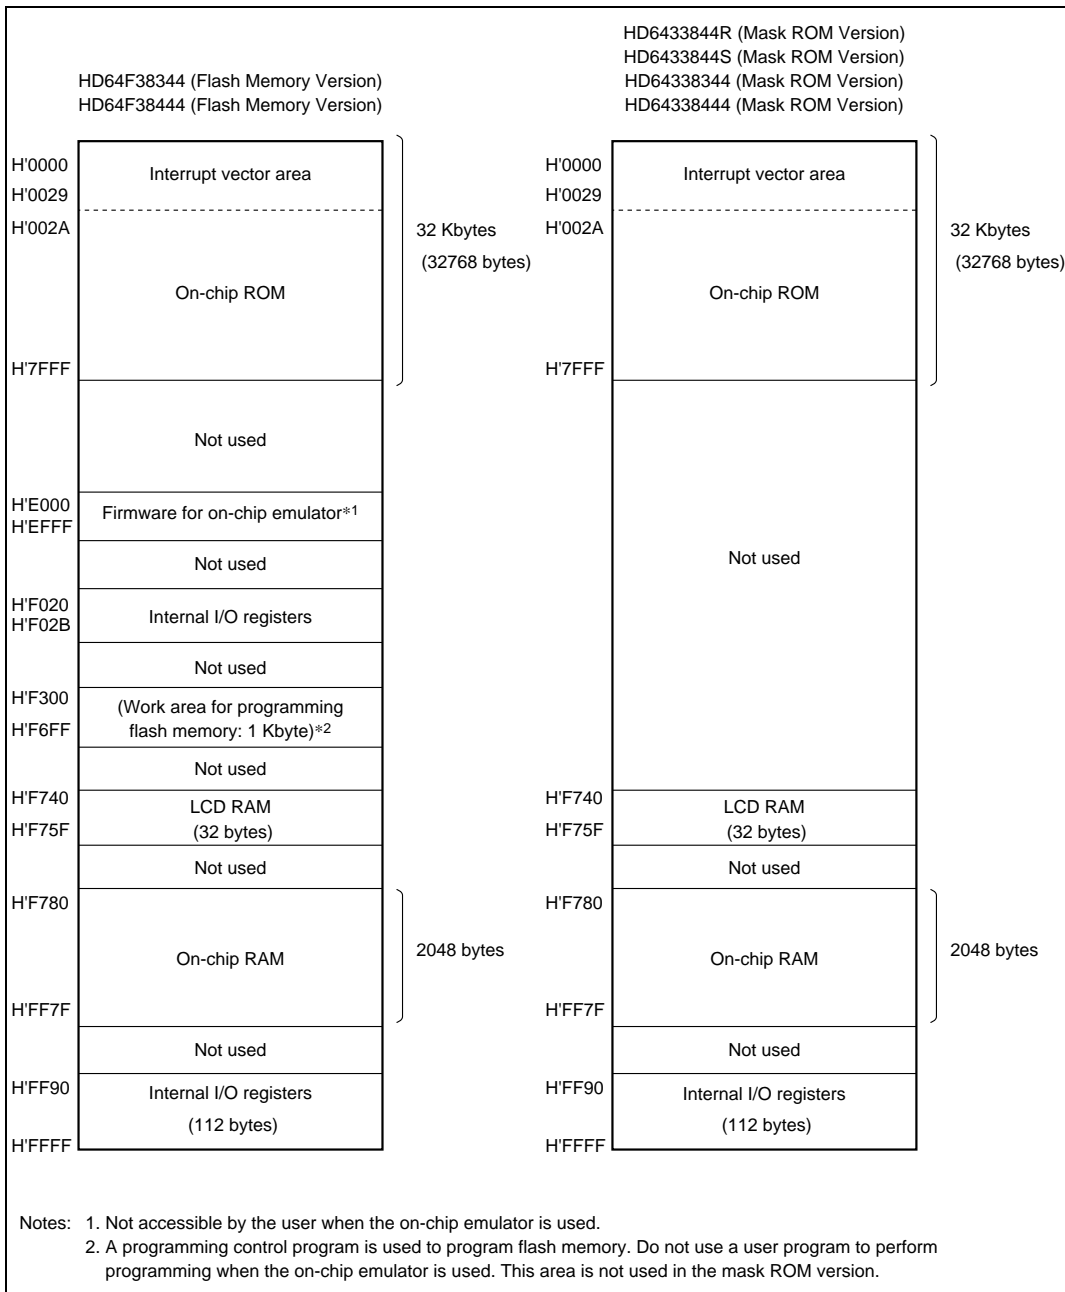 HD64F38344 (Flash Memory Version)
HD64F38444 (Flash Memory Version)
H'0000
Interrupt vector area
H'0029
H'002A
32 Kbytes
(32768 bytes)
On-chip ROM
H'7FFF
Not used
H'E000
Firmware for on-chip emulator*1
H'EFFF
Not used
H'F020
Internal I/O registers
H'F02B
Not used
H'F300
(Work area for programming
flash memory: 1 Kbyte)*2
H'F6FF
Not used
H'F740
LCD RAM
(32 bytes)
H'F75F
Not used
H'F780
On-chip RAM
2048 bytes
H'FF7F
Not used
H'FF90
Internal I/O registers
(112 bytes)
H'FFFF
HD6433844R (Mask ROM Version)
HD6433844S (Mask ROM Version)
HD64338344 (Mask ROM Version)
HD64338444 (Mask ROM Version)
H'0000
Interrupt vector area
H'0029
H'002A
32 Kbytes
(32768 bytes)
On-chip ROM
H'7FFF
Not used
H'F740
LCD RAM
(32 bytes)
H'F75F
Not used
H'F780
On-chip RAM
2048 bytes
H'FF7F
Not used
H'FF90
Internal I/O registers
(112 bytes)
H'FFFF
Notes: 1. Not accessible by the user when the on-chip emulator is used.
2. A programming control program is used to program flash memory. Do not use a user program to perform
programming when the on-chip emulator is used. This area is not used in the mask ROM version.